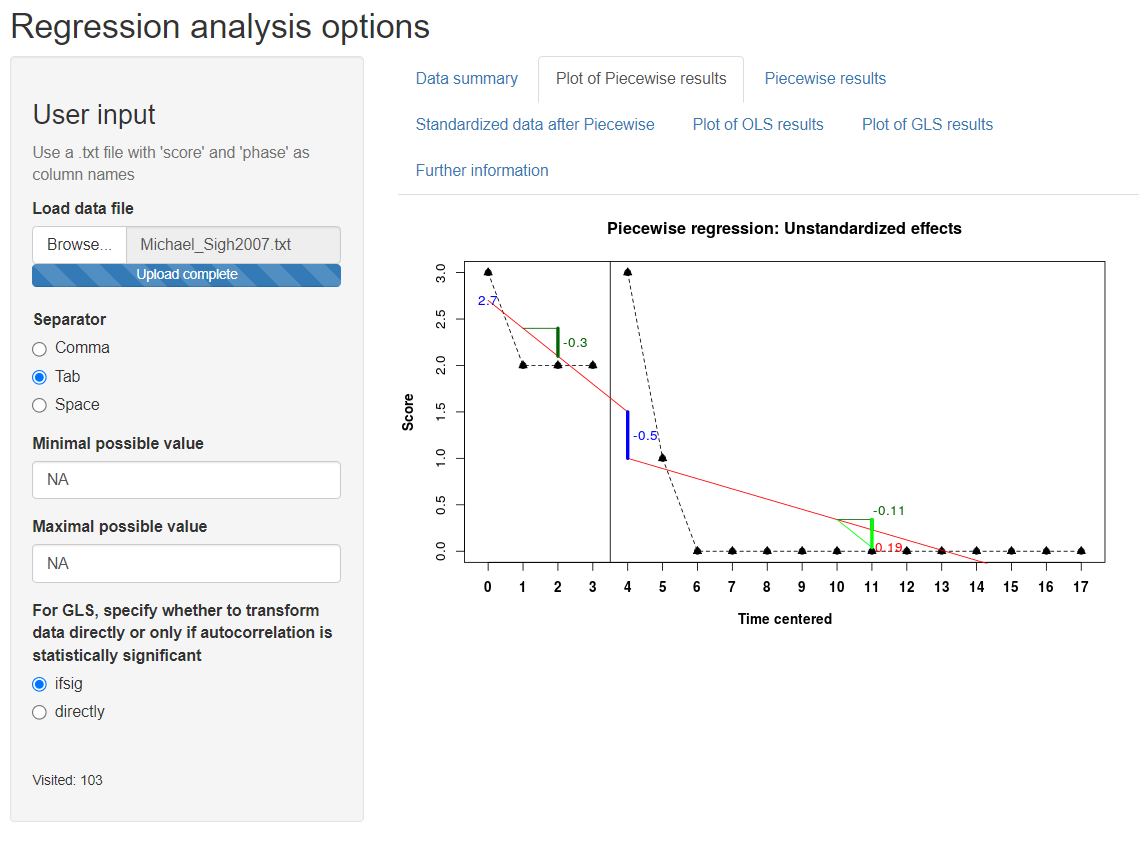 Regression analysis options
User input
Use a .txt file with 'score' and 'phase' as
column names
Load data file
Browse... Michael_Sigh2007.txt
Upload complete
Separator
Comma
Tab
Space
Minimal possible value
NA
Maximal possible value
NA
For GLS, specify whether to transform
data directly or only if autocorrelation is
statistically significant
ifsig
directly
Visited: 103
Data summary Plot of Piecewise results Piecewise results
Standardized data after Piecewise Plot of OLS results Plot of GLS results
Further information
Piecewise regression: Unstandardized effects
3.0
2.5
2.0
1.5
1.0
0.5
0.0
Score
2.7
-0.3
-0.5
-0.11
0.19
0 1 2 3 4 5 6 7 8 9 10 11 12 13 14 15 16 17
Time centered